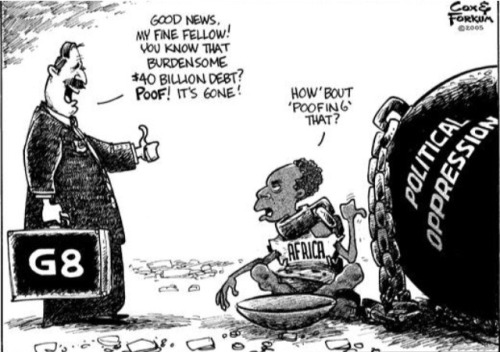 GOOD NEWS,
MY FINE FELLOW!
YOU KNOW THAT
BURDENSOME
$40 BILLION DEBT?
POOF! IT'S GONE!
COX &
FORKUM
©2005
HOW 'BOUT
'POOFING'
THAT?
POLITICAL
OPPRESSION
AFRICA
G8